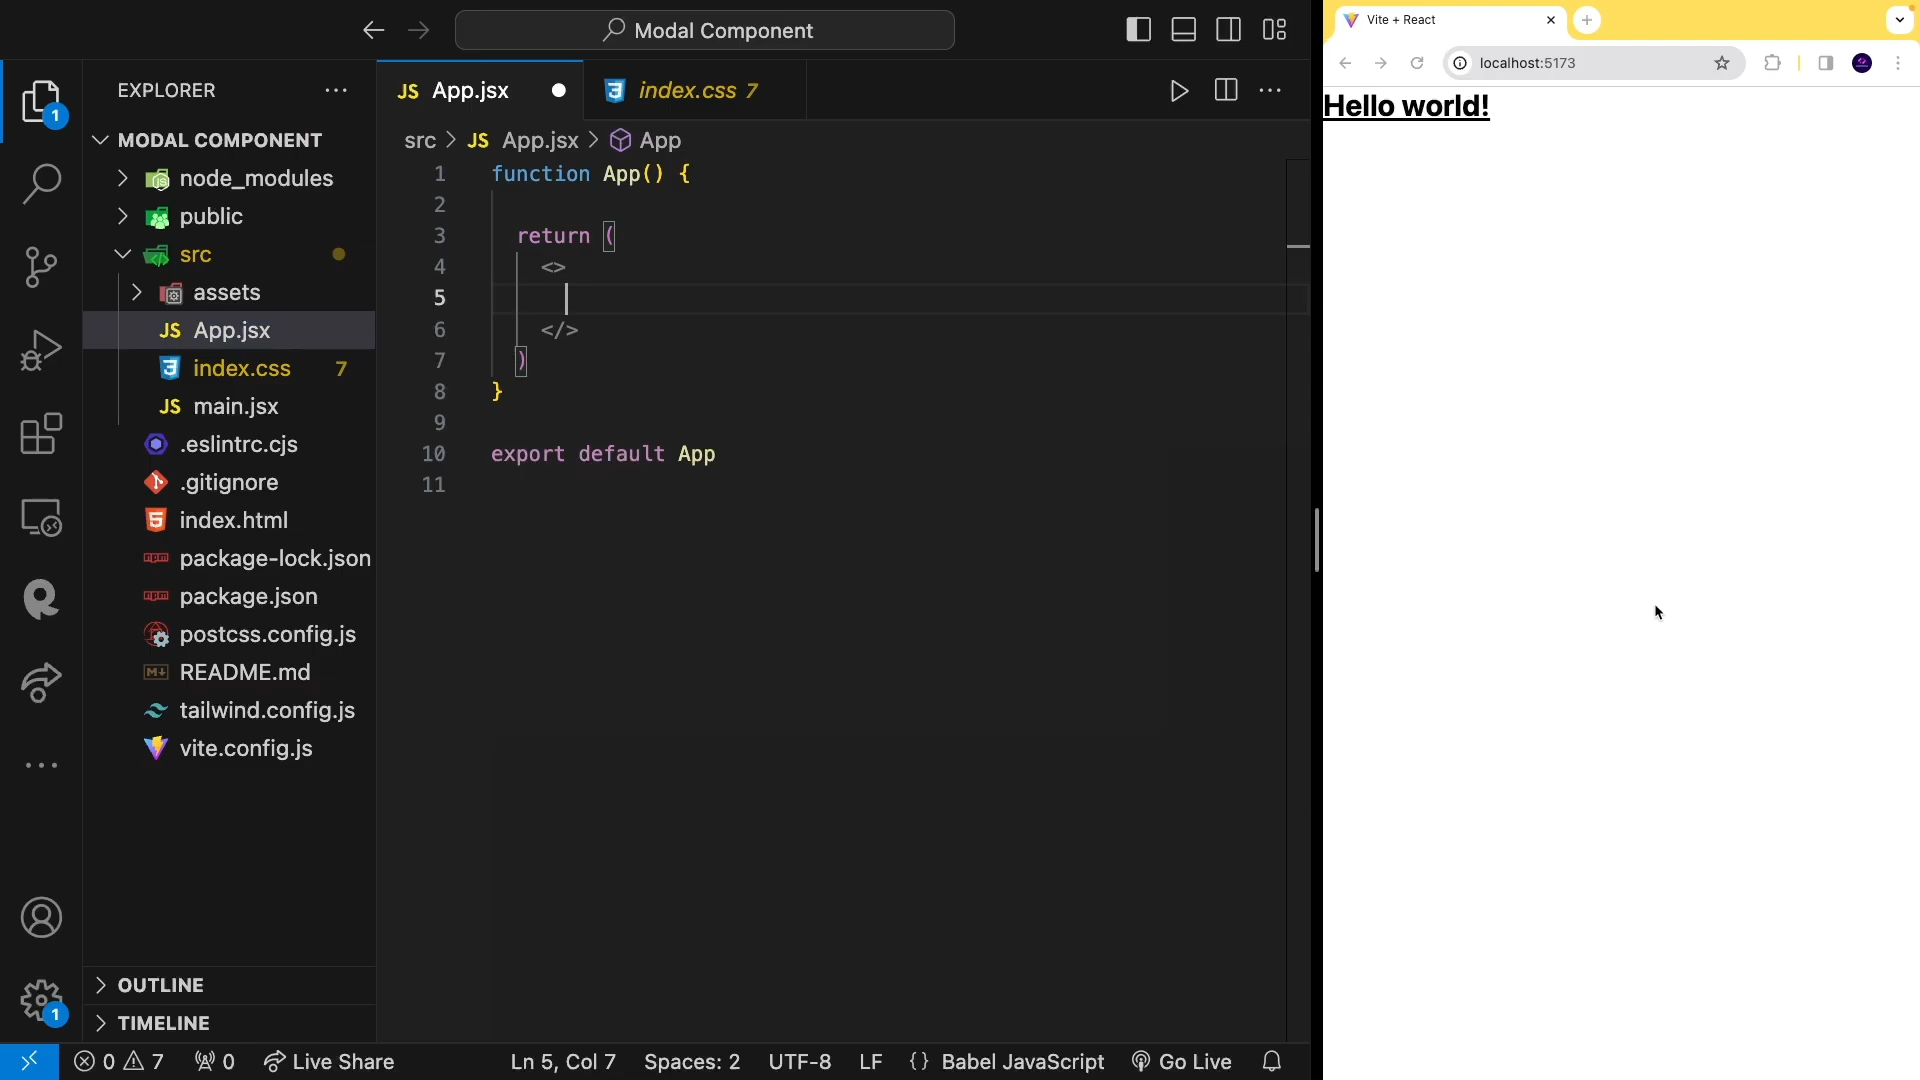 Modal Component
Vite + React
localhost:5173
Hello world!
EXPLORER
MODAL COMPONENT
node_modules
public
src
assets
JS App.jsx
index.css 7
JS main.jsx
.eslintrc.cjs
.gitignore
index.html
package-lock.json
package.json
postcss.config.js
README.md
tailwind.config.js
vite.config.js
OUTLINE
TIMELINE
1
1
JS App.jsx
index.css 7
src > JS App.jsx > App
1 function App() {
2
3 return (
4 <>
5
6 </>
7 )
8 }
9
10 export default App
11
0 7 0 Live Share Ln 5, Col 7 Spaces: 2 UTF-8 LF {} Babel JavaScript Go Live